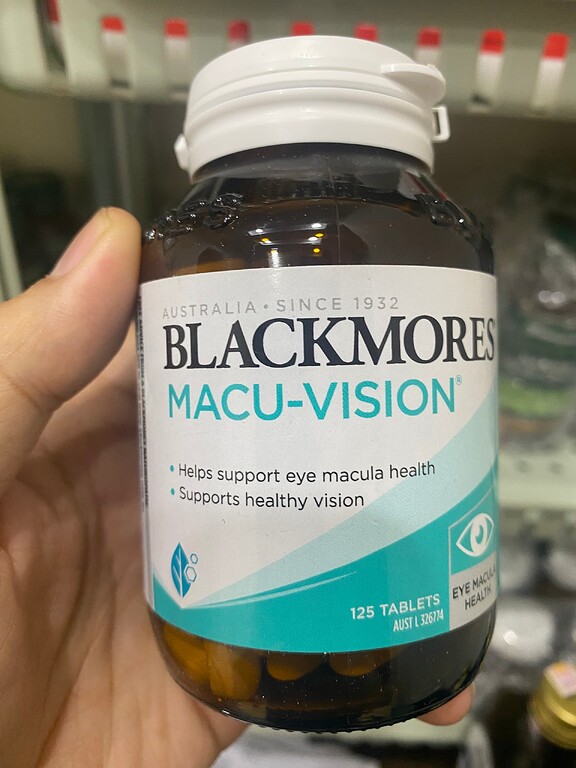 AUSTRALIA • SINCE 1932
BLACKMORES
MACU-VISION®
• Helps support eye macula health
• Supports healthy vision
125 TABLETS
AUST L 326774
EYE MACULA
HEALTH